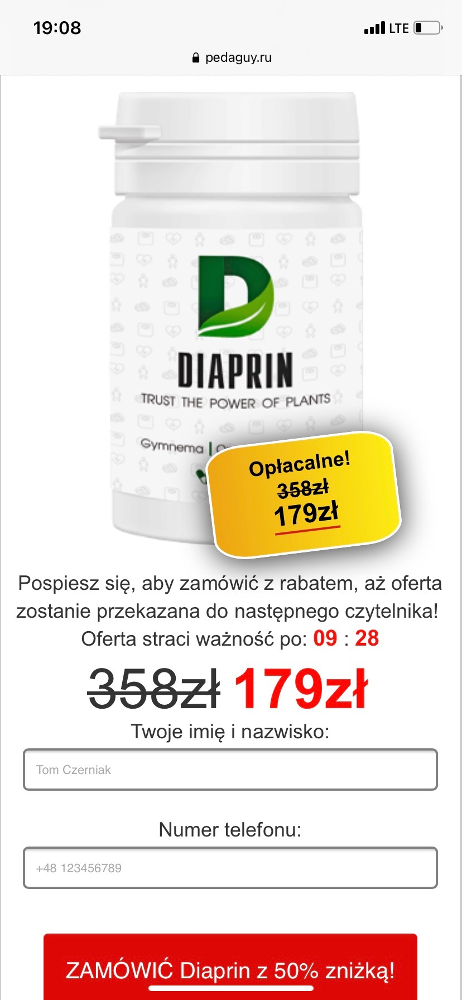 19:08
LTE
pedaguy.ru
D
DIAPRIN
TRUST THE POWER OF PLANTS
Gymnema |
Opłacalne!
358zł
179zł
Pospiesz się, aby zamówić z rabatem, aż oferta
zostanie przekazana do następnego czytelnika!
Oferta straci ważność po: 09 : 28
358zł 179zł
Twoje imię i nazwisko:
Tom Czerniak
Numer telefonu:
+48 123456789
ZAMÓWIĆ Diaprin z 50% zniżką!